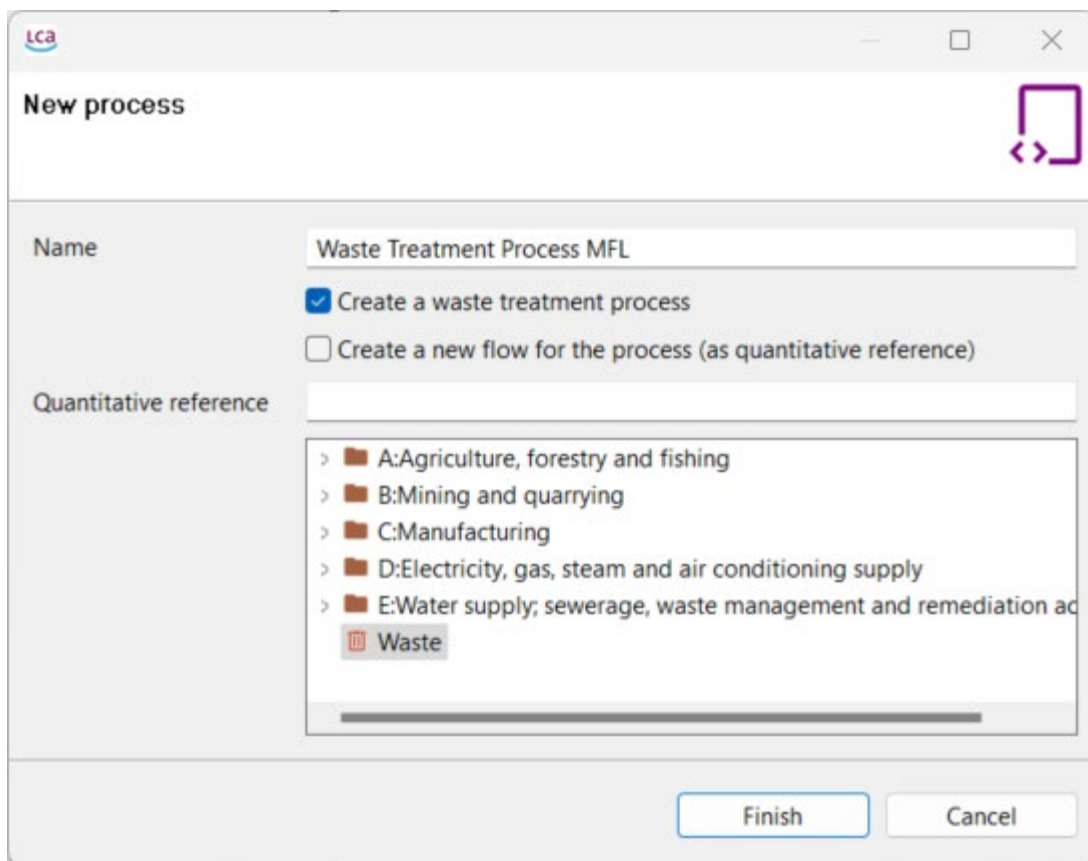 LCA
New process
Name
Waste Treatment Process MFL
Create a waste treatment process
Create a new flow for the process (as quantitative reference)
Quantitative reference
A:Agriculture, forestry and fishing
B:Mining and quarrying
C:Manufacturing
D:Electricity, gas, steam and air conditioning supply
E:Water supply; sewerage, waste management and remediation ac
Waste
Finish
Cancel